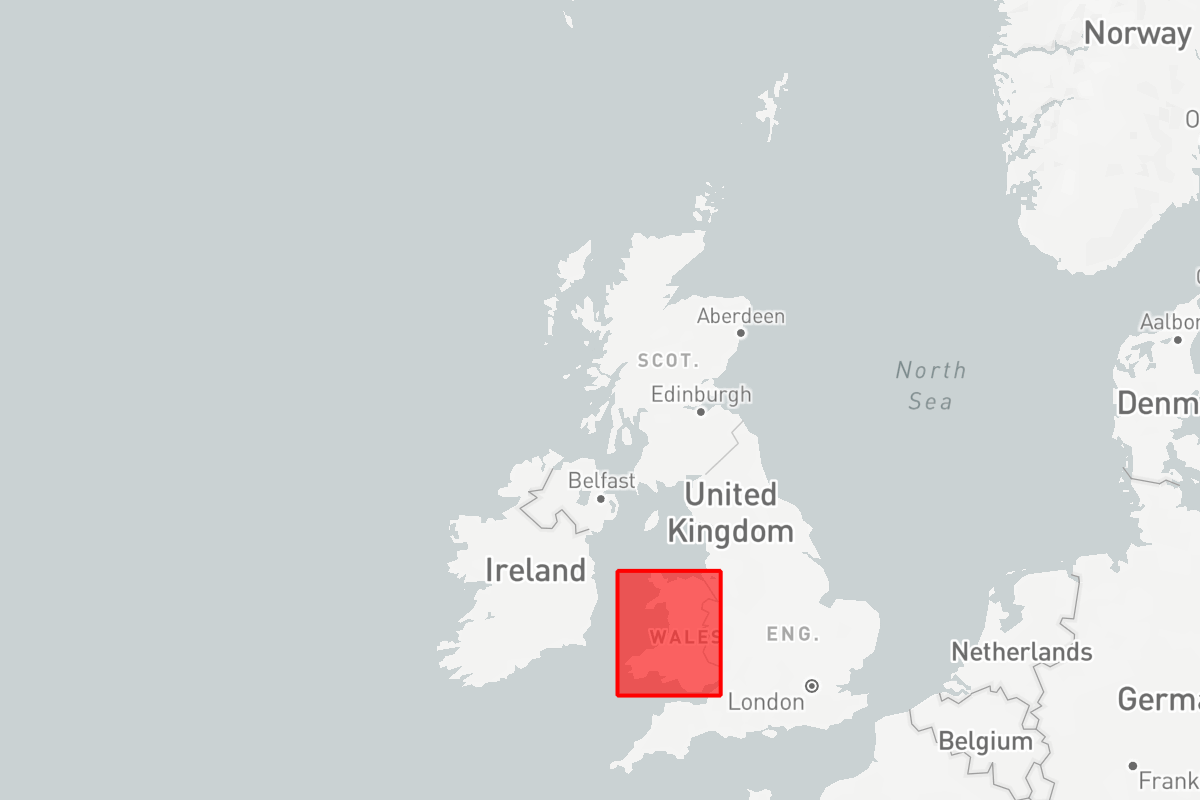 Norway
O
Aberdeen
SCOT.
Aalbor
North
Sea
Edinburgh
Denm
Belfast
United
Kingdom
Ireland
WALES
ENG.
Netherlands
London
Germa
Belgium
Frank